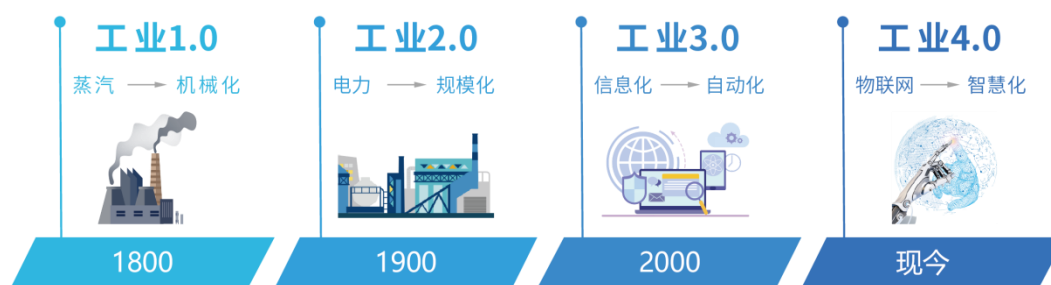 工业1.0
蒸汽 → 机械化
1800
工业2.0
电力 → 规模化
1900
工业3.0
信息化 → 自动化
2000
工业4.0
物联网 → 智慧化
现今